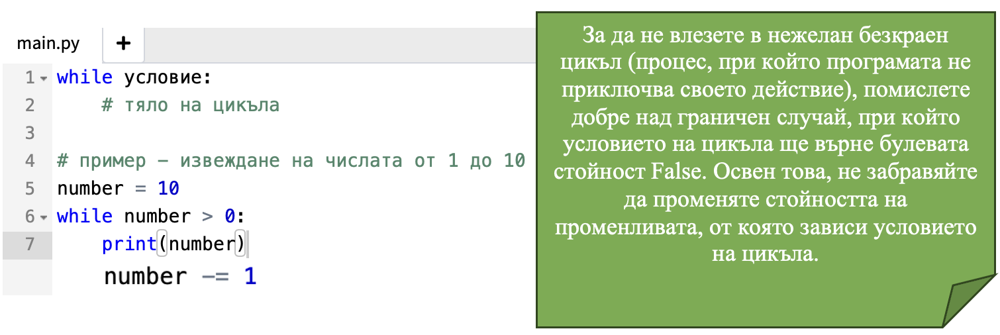 main.py +
1 while условие:
2 # тяло на цикъла
3
4 # пример – извеждане на числата от 1 до 10
5 number = 10
6 while number > 0:
7 print(number)
number -= 1
За да не влезете в нежелан безкраен
цикъл (процес, при който програмата не
приключва своето действие), помислете
добре над граничен случай, при който
условието на цикъла ще върне булевата
стойност False. Освен това, не забравяйте
да променяте стойността на
променливата, от която зависи условието
на цикъла.